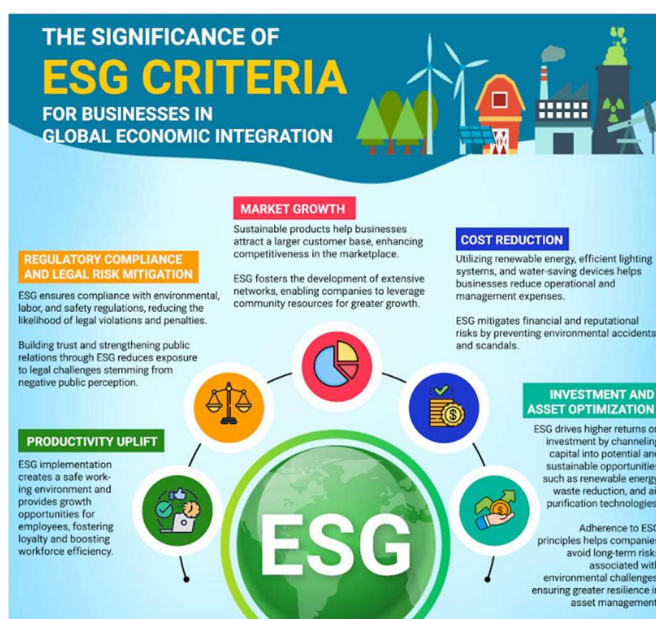 THE SIGNIFICANCE OF
ESG CRITERIA
FOR BUSINESSES IN
GLOBAL ECONOMIC INTEGRATION
MARKET GROWTH
Sustainable products help businesses
attract a larger customer base, enhancing
competitiveness in the marketplace.
ESG fosters the development of extensive
networks, enabling companies to leverage
community resources for greater growth.
COST REDUCTION
Utilizing renewable energy, efficient lighting
systems, and water-saving devices helps
businesses reduce operational and
management expenses.
ESG mitigates financial and reputational
risks by preventing environmental accidents
and scandals.
REGULATORY COMPLIANCE
AND LEGAL RISK MITIGATION
ESG ensures compliance with environmental,
labor, and safety regulations, reducing the
likelihood of legal violations and penalties.
Building trust and strengthening public
relations through ESG reduces exposure
to legal challenges stemming from
negative public perception.
INVESTMENT AND
ASSET OPTIMIZATION
ESG drives higher returns on
investment by channeling
capital into potential and
sustainable opportunities
such as renewable energy,
waste reduction, and ai
purification technologies
Adherence to ESG
principles helps companies
avoid long-term risks
associated with
environmental challenges
ensuring greater resilience in
asset management
PRODUCTIVITY UPLIFT
ESG implementation
creates a safe work-
ing environment and
provides growth
opportunities for
employees, fostering
loyalty and boosting
workforce efficiency.
ESG